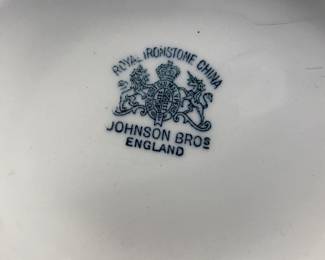 ROYAL IRONSTONE CHINA
JOHNSON BROS
ENGLAND